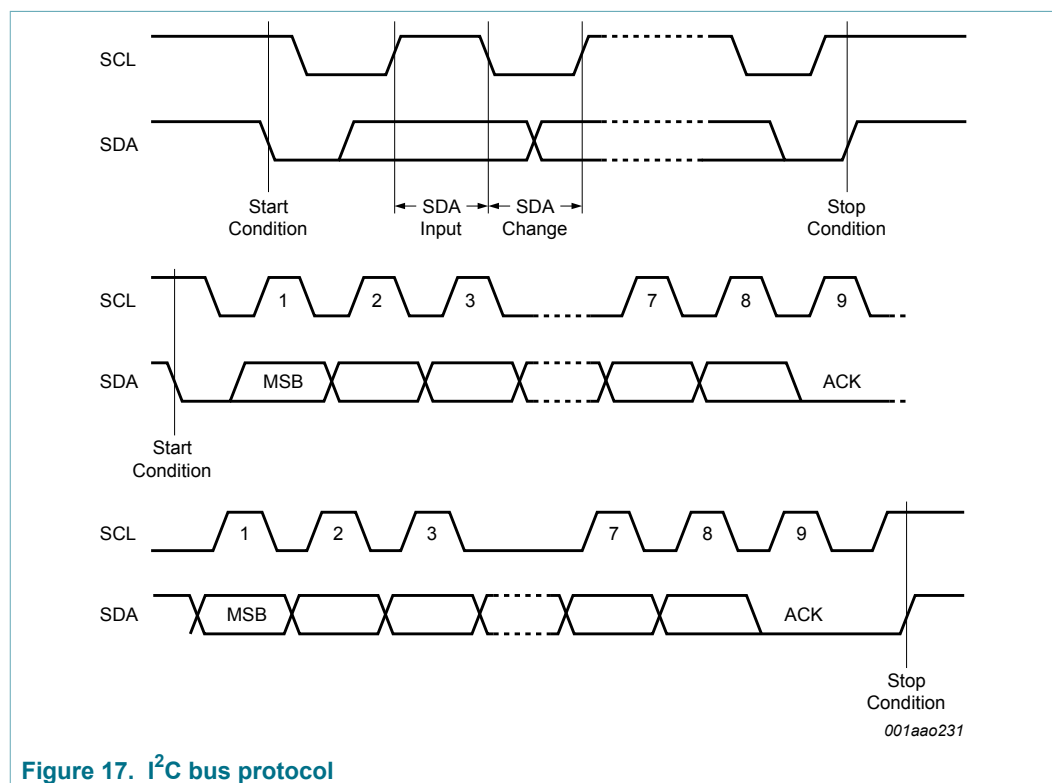 SCL
SDA
Start
Condition
SDA
Input
SDA
Change
Stop
Condition
SCL
1 2 3 7 8 9
SDA
MSB ACK
Start
Condition
SCL
1 2 3 7 8 9
SDA
MSB ACK
Stop
Condition
001aao231
Figure 17. I²C bus protocol